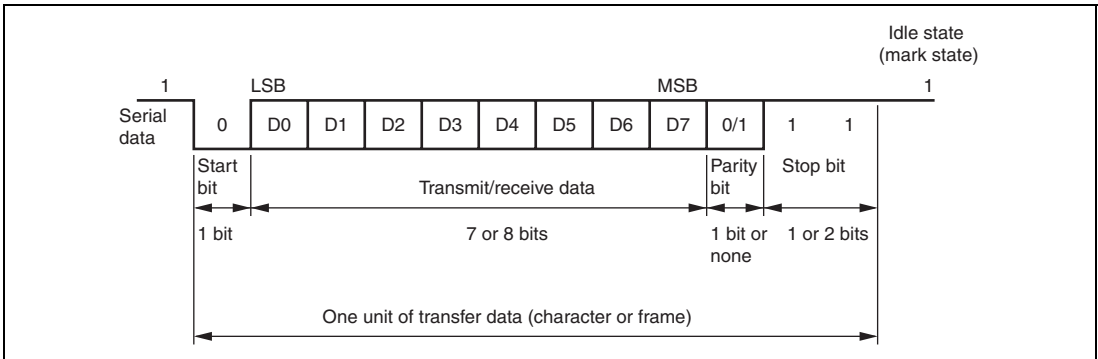 Idle state
(mark state)
1 LSB MSB 1
Serial
data
0 D0 D1 D2 D3 D4 D5 D6 D7 0/1 1 1
Start
bit
Transmit/receive data
Parity
bit
Stop bit
1 bit 7 or 8 bits 1 bit or
none
1 or 2 bits
One unit of transfer data (character or frame)